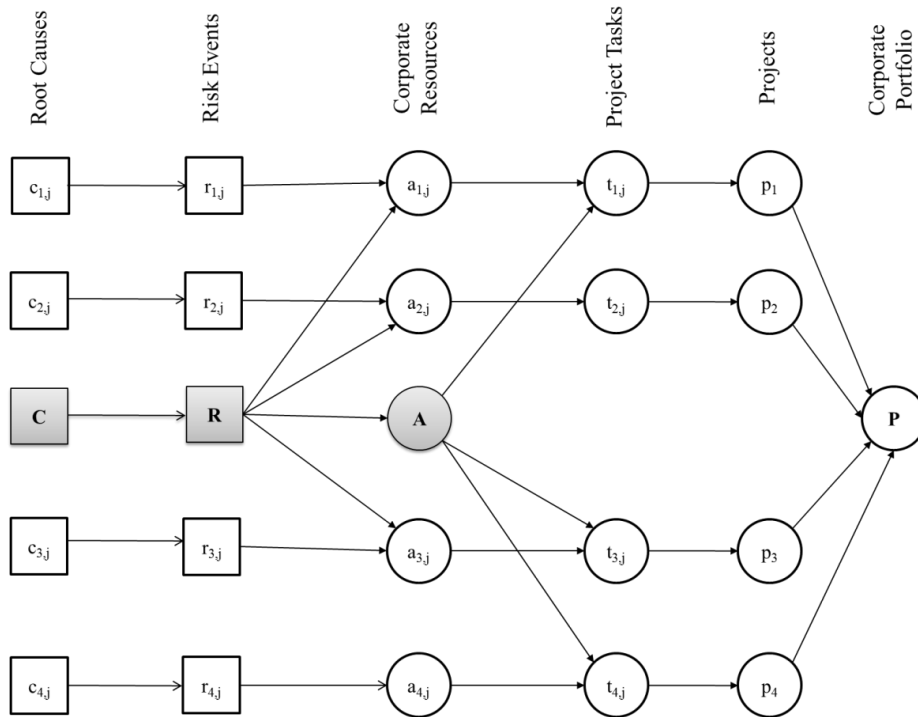 Root Causes
Risk Events
Corporate
Resources
Project Tasks
Projects
Corporate
Portfolio
c1,j
r1,j
a1,j
t1,j
p1
c2,j
r2,j
a2,j
t2,j
p2
C
R
A
P
c3,j
r3,j
a3,j
t3,j
p3
c4,j
r4,j
a4,j
t4,j
p4